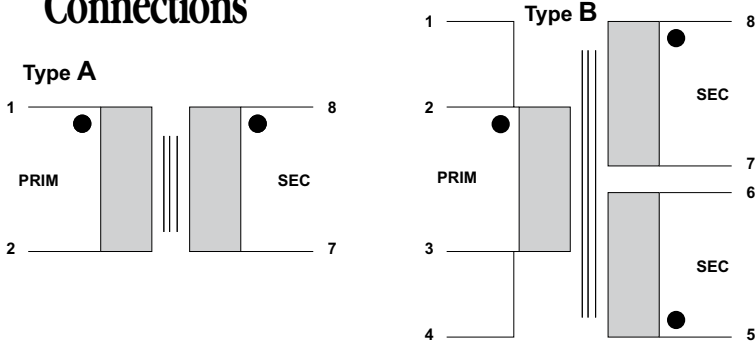 Connections
Type A
1
8
PRIM
SEC
2
7
Type B
1
8
SEC
2
7
PRIM
6
3
SEC
4
5